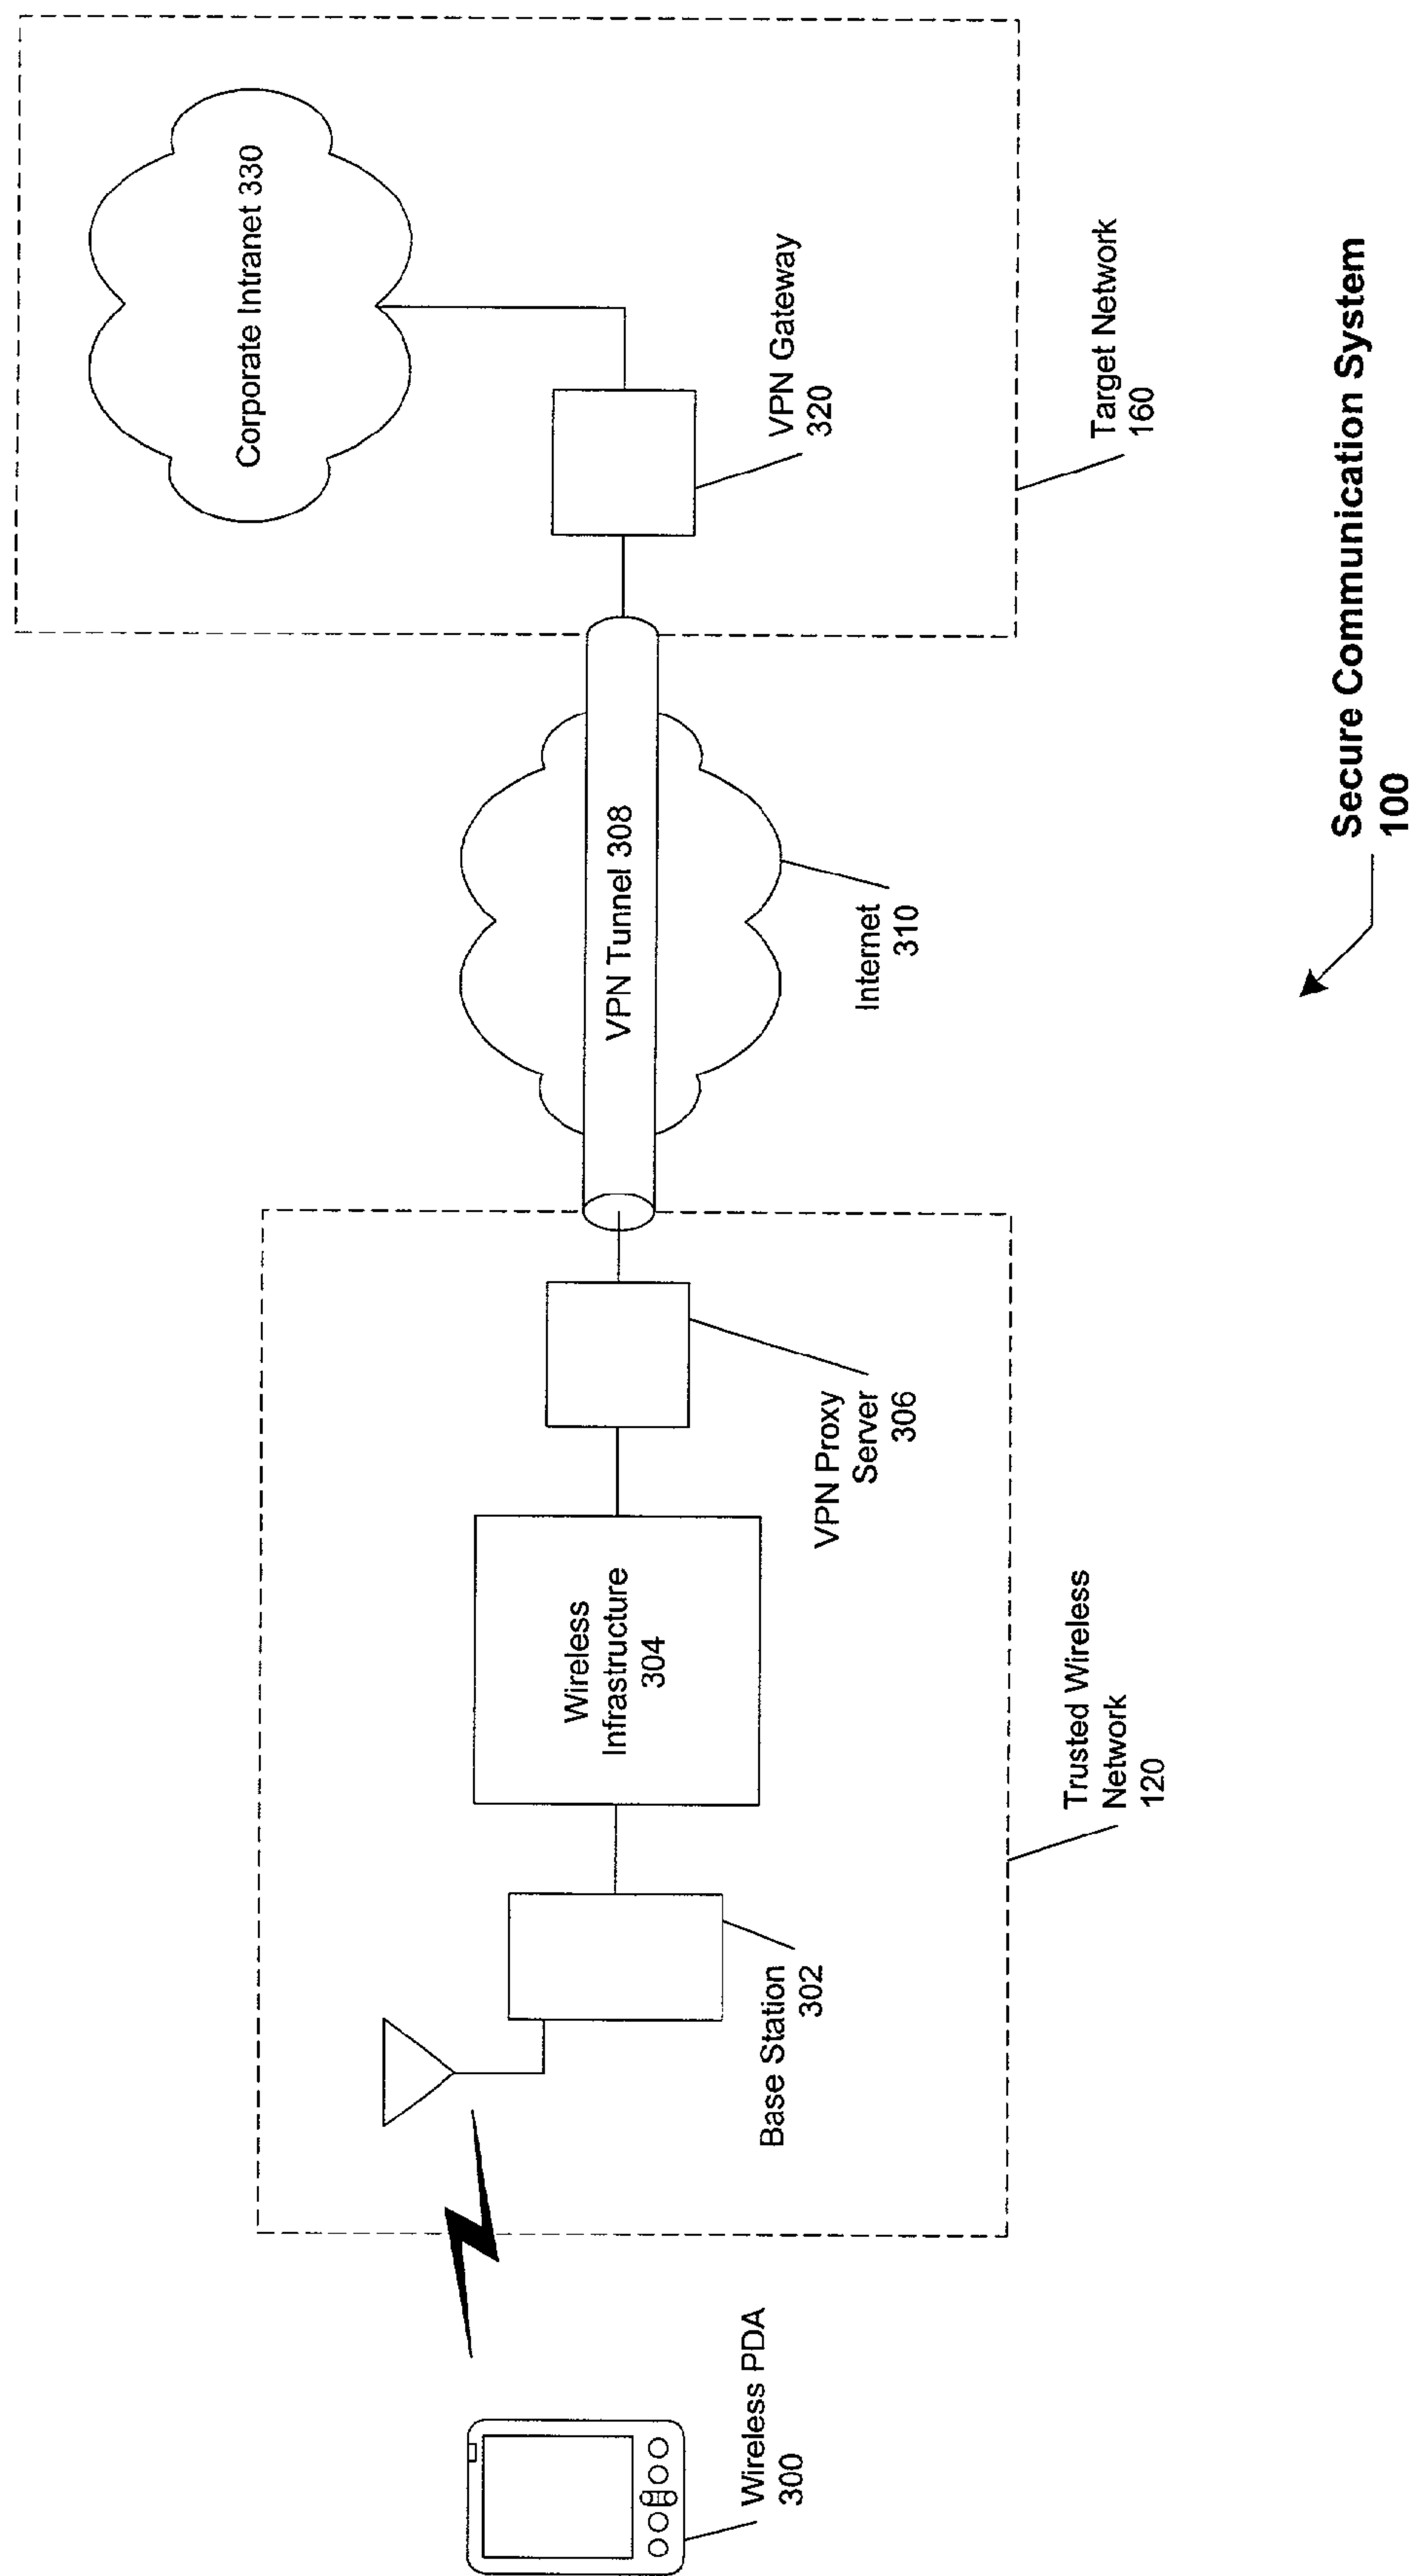 Corporate Intranet 330
VPN Gateway
320
Target Network
160
VPN Tunnel 308
Internet
310
VPN Proxy
Server
306
Wireless
Infrastructure
304
Base Station
302
Trusted Wireless
Network
120
Wireless PDA
300
Secure Communication System
100